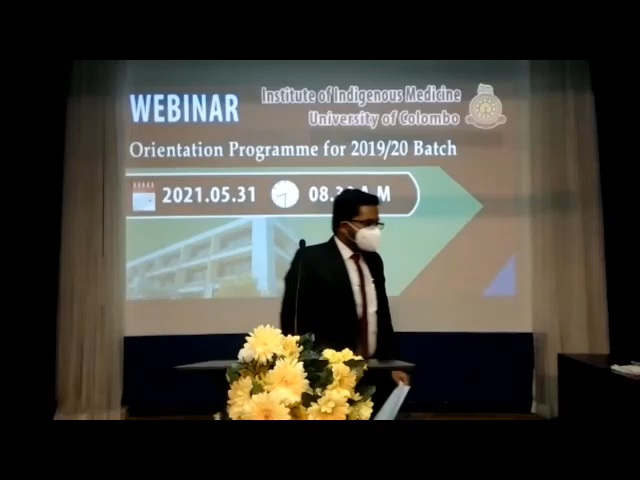 WEBINAR
Institute of Indigenous Medicine
University of Colombo
Orientation Programme for 2019/20 Batch
2021.05.31
A.M